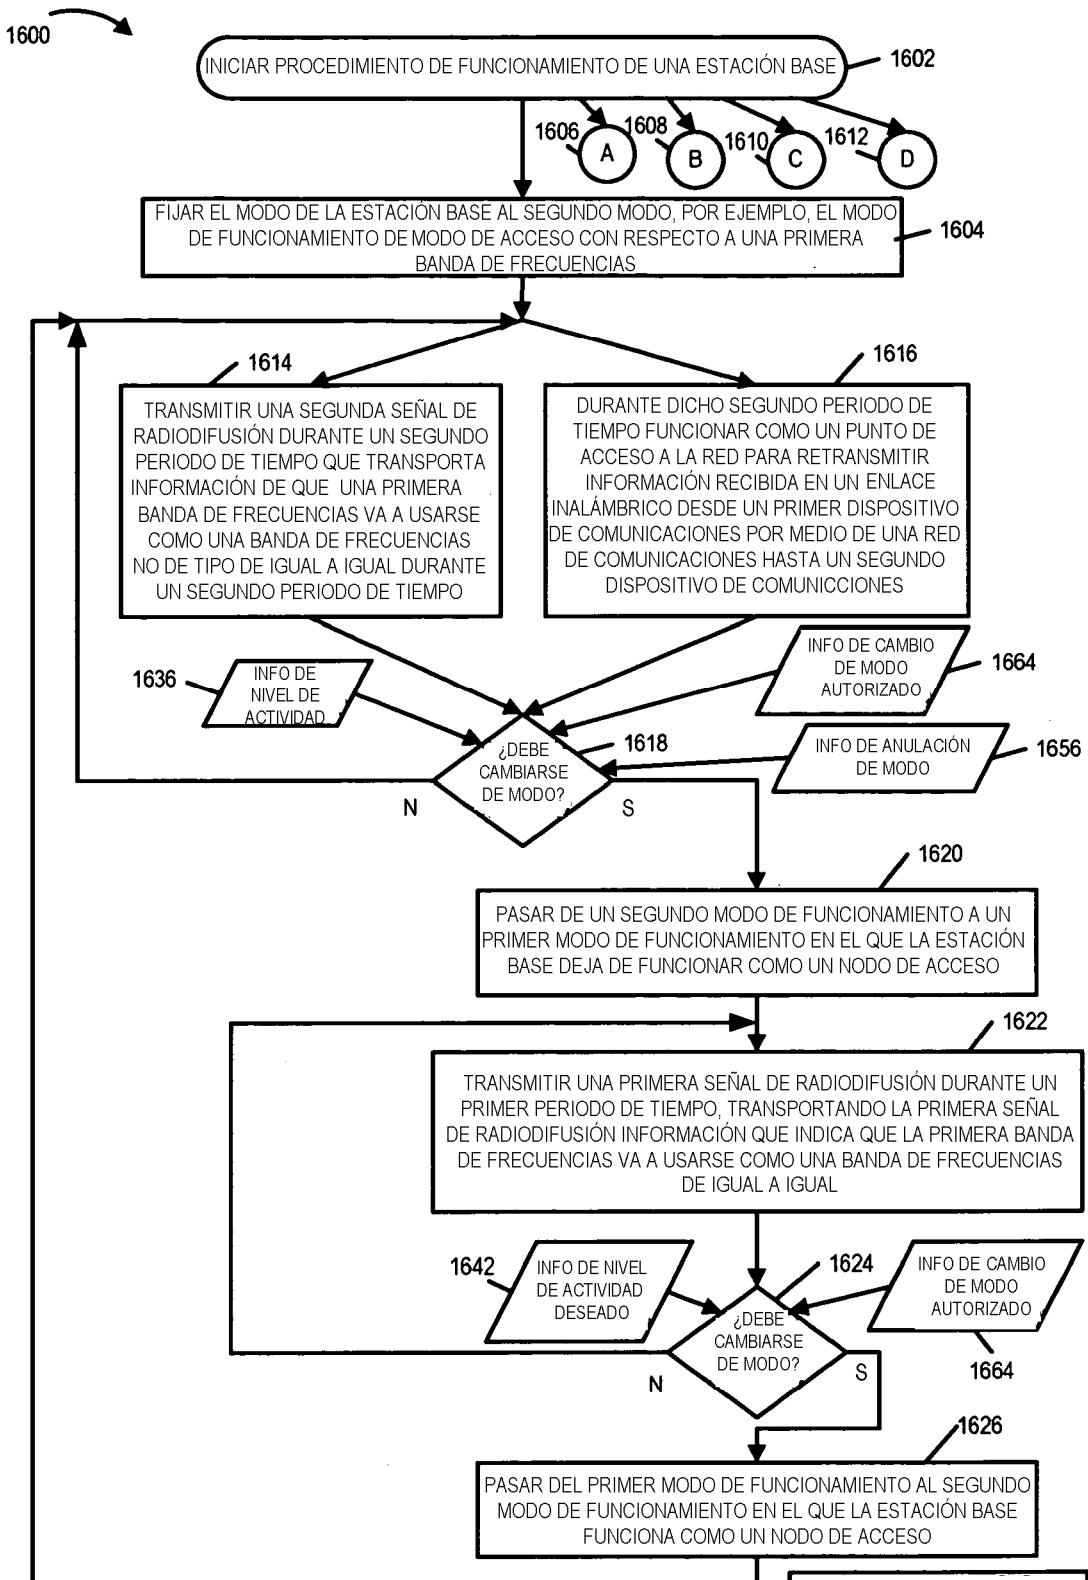 1600
INICIAR PROCEDIMIENTO DE FUNCIONAMIENTO DE UNA ESTACIÓN BASE
1602
1606
A
1608
B
1610
C
1612
D
FIJAR EL MODO DE LA ESTACIÓN BASE AL SEGUNDO MODO, POR EJEMPLO, EL MODO
DE FUNCIONAMIENTO DE MODO DE ACCESO CON RESPECTO A UNA PRIMERA
BANDA DE FRECUENCIAS
1604
1614
TRANSMITIR UNA SEGUNDA SEÑAL DE
RADIODIFUSIÓN DURANTE UN SEGUNDO
PERIODO DE TIEMPO QUE TRANSPORTA
INFORMACIÓN DE QUE UNA PRIMERA
BANDA DE FRECUENCIAS VA A USARSE
COMO UNA BANDA DE FRECUENCIAS
NO DE TIPO DE IGUAL A IGUAL DURANTE
UN SEGUNDO PERIODO DE TIEMPO
1616
DURANTE DICHO SEGUNDO PERIODO DE
TIEMPO FUNCIONAR COMO UN PUNTO DE
ACCESO A LA RED PARA RETRANSMITIR
INFORMACIÓN RECIBIDA EN UN ENLACE
INALÁMBRICO DESDE UN PRIMER DISPOSITIVO
DE COMUNICACIONES POR MEDIO DE UNA RED
DE COMUNICACIONES HASTA UN SEGUNDO
DISPOSITIVO DE COMUNICCIONES
1636
INFO DE
NIVEL DE
ACTIVIDAD
INFO DE CAMBIO
DE MODO
AUTORIZADO
1664
1618
¿DEBE
CAMBIARSE
DE MODO?
N
S
INFO DE ANULACIÓN
DE MODO
1656
1620
PASAR DE UN SEGUNDO MODO DE FUNCIONAMIENTO A UN
PRIMER MODO DE FUNCIONAMIENTO EN EL QUE LA ESTACIÓN
BASE DEJA DE FUNCIONAR COMO UN NODO DE ACCESO
1622
TRANSMITIR UNA PRIMERA SEÑAL DE RADIODIFUSIÓN DURANTE UN
PRIMER PERIODO DE TIEMPO, TRANSPORTANDO LA PRIMERA SEÑAL
DE RADIODIFUSIÓN INFORMACIÓN QUE INDICA QUE LA PRIMERA BANDA
DE FRECUENCIAS VA A USARSE COMO UNA BANDA DE FRECUENCIAS
DE IGUAL A IGUAL
1642
INFO DE NIVEL
DE ACTIVIDAD
DESEADO
1624
¿DEBE
CAMBIARSE
DE MODO?
N
S
INFO DE CAMBIO
DE MODO
AUTORIZADO
1664
1626
PASAR DEL PRIMER MODO DE FUNCIONAMIENTO AL SEGUNDO
MODO DE FUNCIONAMIENTO EN EL QUE LA ESTACIÓN BASE
FUNCIONA COMO UN NODO DE ACCESO